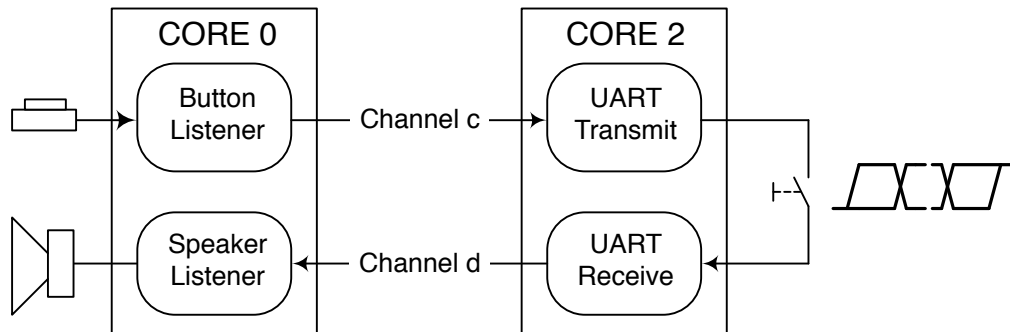 CORE 0
CORE 2
Button
Listener
Channel c
UART
Transmit
Speaker
Listener
Channel d
UART
Receive